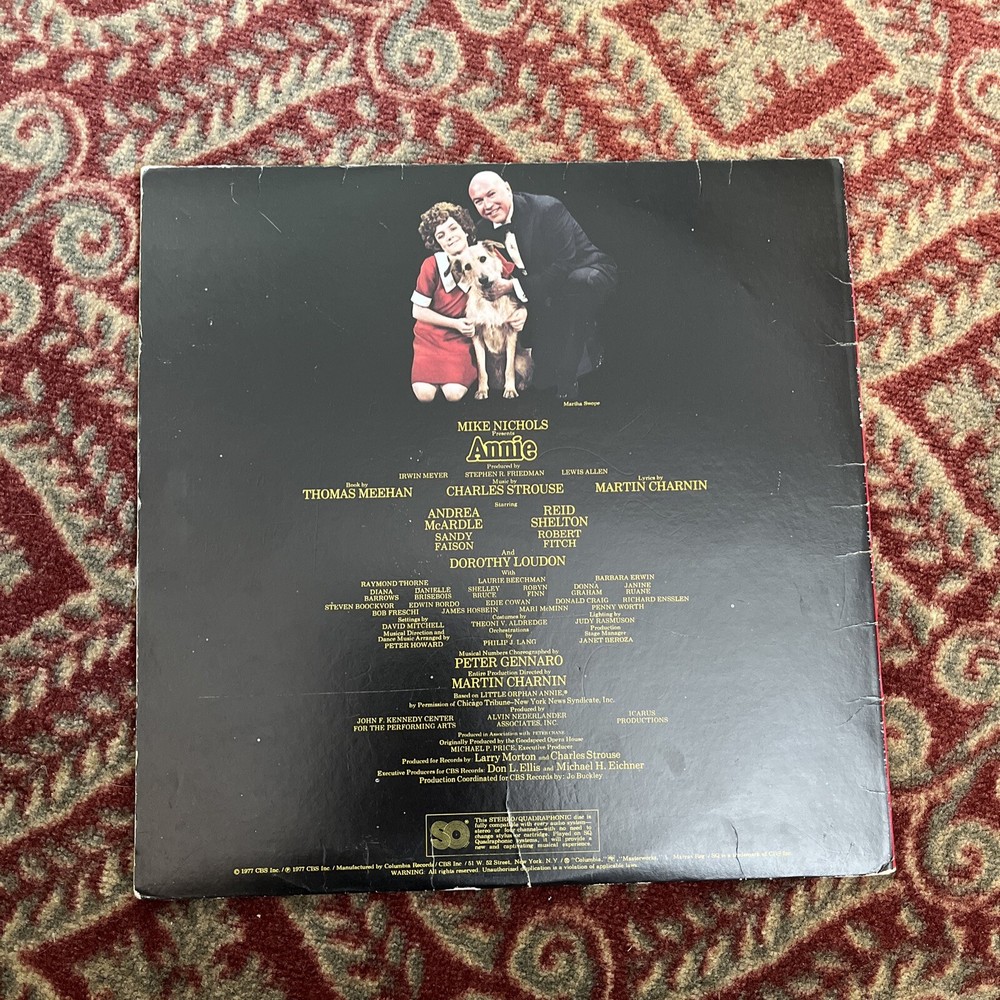 Martha Swope
MIKE NICHOLS
Presents
Annie
Produced by
IRWIN MEYER STEPHEN R. FRIEDMAN LEWIS ALLEN
Book by
THOMAS MEEHAN
Music by
CHARLES STROUSE
Lyrics by
MARTIN CHARNIN
Starring
ANDREA
McARDLE
REID
SHELTON
SANDY
FAISON
ROBERT
FITCH
And
DOROTHY LOUDON
With
RAYMOND THORNE LAURIE BEECHMAN BARBARA ERWIN
DIANA
BARROWS
DANIELLE
BRISEBOIS
SHELLEY
BRUCE
ROBYN
FINN
DONNA
GRAHAM
JANINE
RUANE
STEVEN BOOCKVOR EDWIN BORDO EDIE COWAN DONALD CRAIG RICHARD ENSSLEN
BOB FRESCHI JAMES HOSBEIN MARI McMINN PENNY WORTH
Settings by
DAVID MITCHELL
Costumes by
THEONI V. ALDREDGE
Lighting by
JUDY RASMUSON
Musical Direction and
Dance Music Arranged by
PETER HOWARD
Orchestrations
by
PHILIP J. LANG
Production
Stage Manager
JANET BEROZA
Musical Numbers Choreographed by
PETER GENNARO
Entire Production Directed by
MARTIN CHARNIN
Based on LITTLE ORPHAN ANNIE,®
by Permission of Chicago Tribune-New York News Syndicate, Inc.
Produced by
JOHN F. KENNEDY CENTER
FOR THE PERFORMING ARTS
ALVIN NEDERLANDER
ASSOCIATES, INC.
ICARUS
PRODUCTIONS
Produced in Association with PETER CRANE
Originally Produced by the Goodspeed Opera House
MICHAEL P. PRICE, Executive Producer
Produced for Records by: Larry Morton and Charles Strouse
Executive Producers for CBS Records: Don L. Ellis and Michael H. Eichner
Production Coordinated for CBS Records by: Jo Buckley
SQ
This STEREO/QUADRAPHONIC disc is
fully compatible with every audio system—
stereo or four channel—with no need to
change stylus or cartridge. Played on SQ
Quadraphonic systems, it will provide a
new and captivating musical experience.
© 1977 CBS Inc. / ℗ 1977 CBS Inc. / Manufactured by Columbia Records / CBS Inc. / 51 W. 52 Street, New York, N.Y. / ® "Columbia," "Masterworks,"
WARNING: All rights reserved. Unauthorized duplication is a violation of applicable laws.